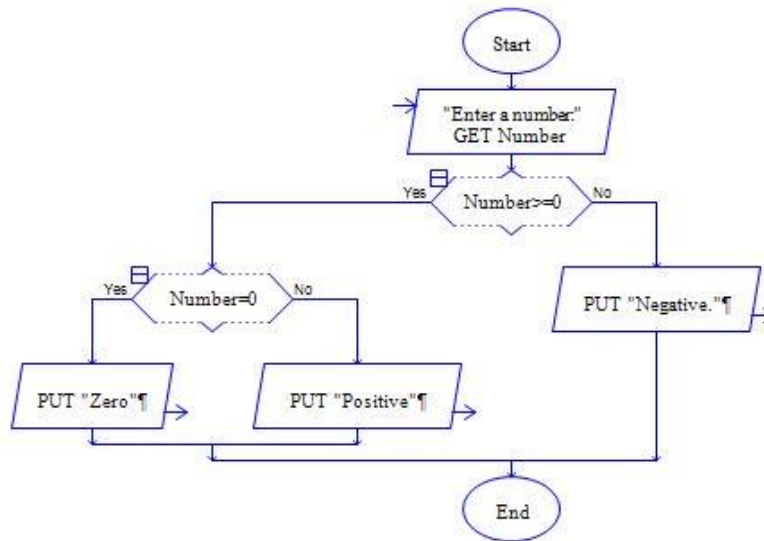 Start
"Enter a number:"
GET Number
Yes
Number>=0
No
Yes
Number=0
No
PUT "Negative."¶
PUT "Zero"¶
PUT "Positive"¶
End